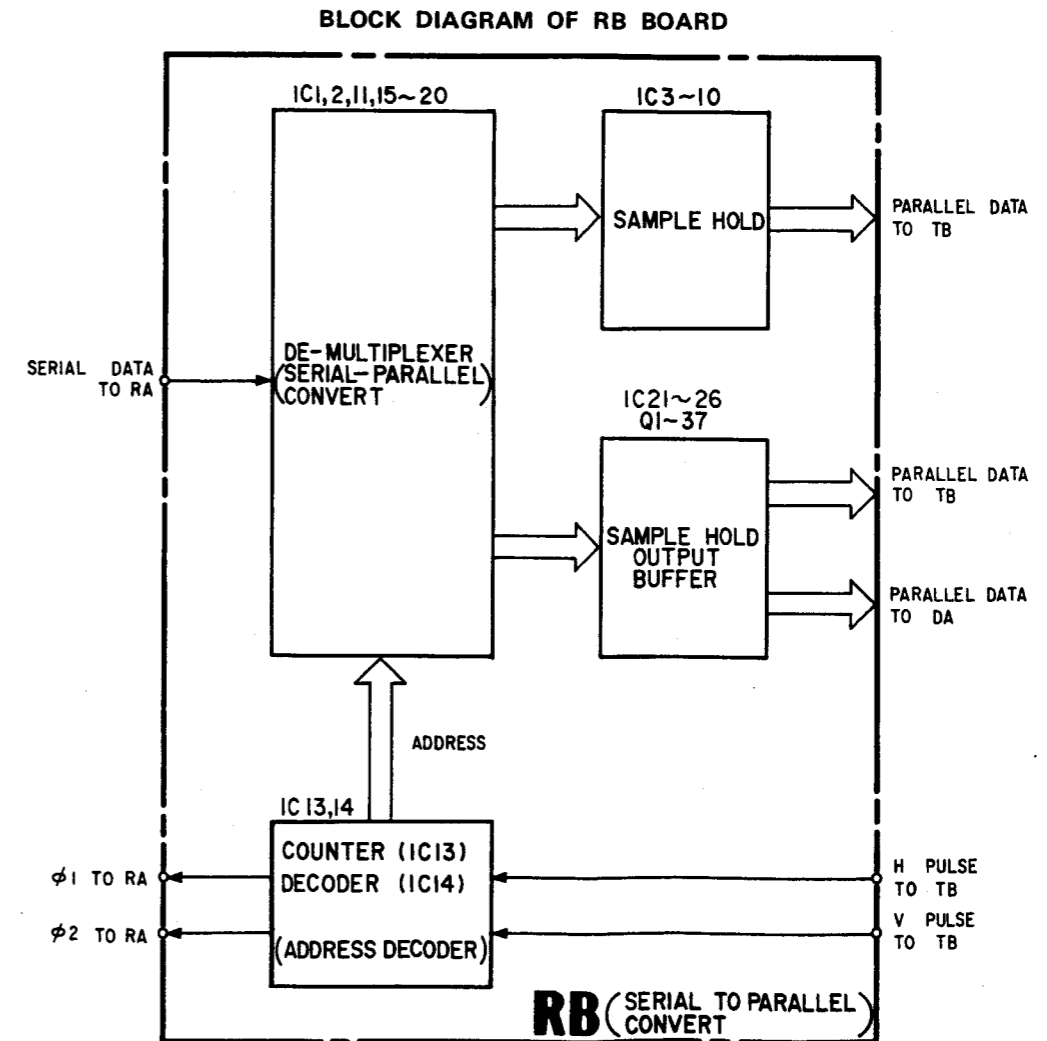 BLOCK DIAGRAM OF RB BOARD
IC1,2,11,15~20
IC3~10
SAMPLE HOLD
PARALLEL DATA
TO TB
DE-MULTIPLEXER
(SERIAL-PARALLEL)
CONVERT
SERIAL DATA
TO RA
IC21~26
Q1~37
SAMPLE HOLD
OUTPUT
BUFFER
PARALLEL DATA
TO TB
PARALLEL DATA
TO DA
ADDRESS
IC13,14
COUNTER (IC13)
DECODER (IC14)
(ADDRESS DECODER)
φ1 TO RA
φ2 TO RA
H PULSE
TO TB
V PULSE
TO TB
RB (SERIAL TO PARALLEL)
CONVERT